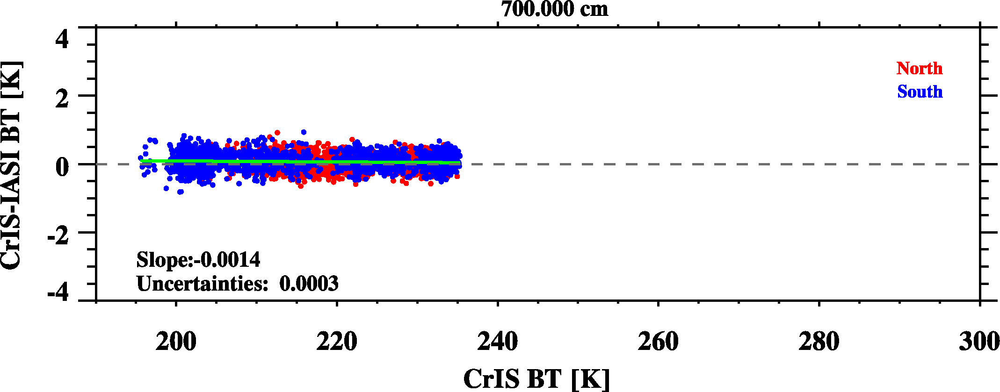 700.000 cm
CrIS-IASI BT [K]
4
2
0
-2
-4
North
South
Slope:-0.0014
Uncertainties:  0.0003
200 220 240 260 280 300
CrIS BT [K]